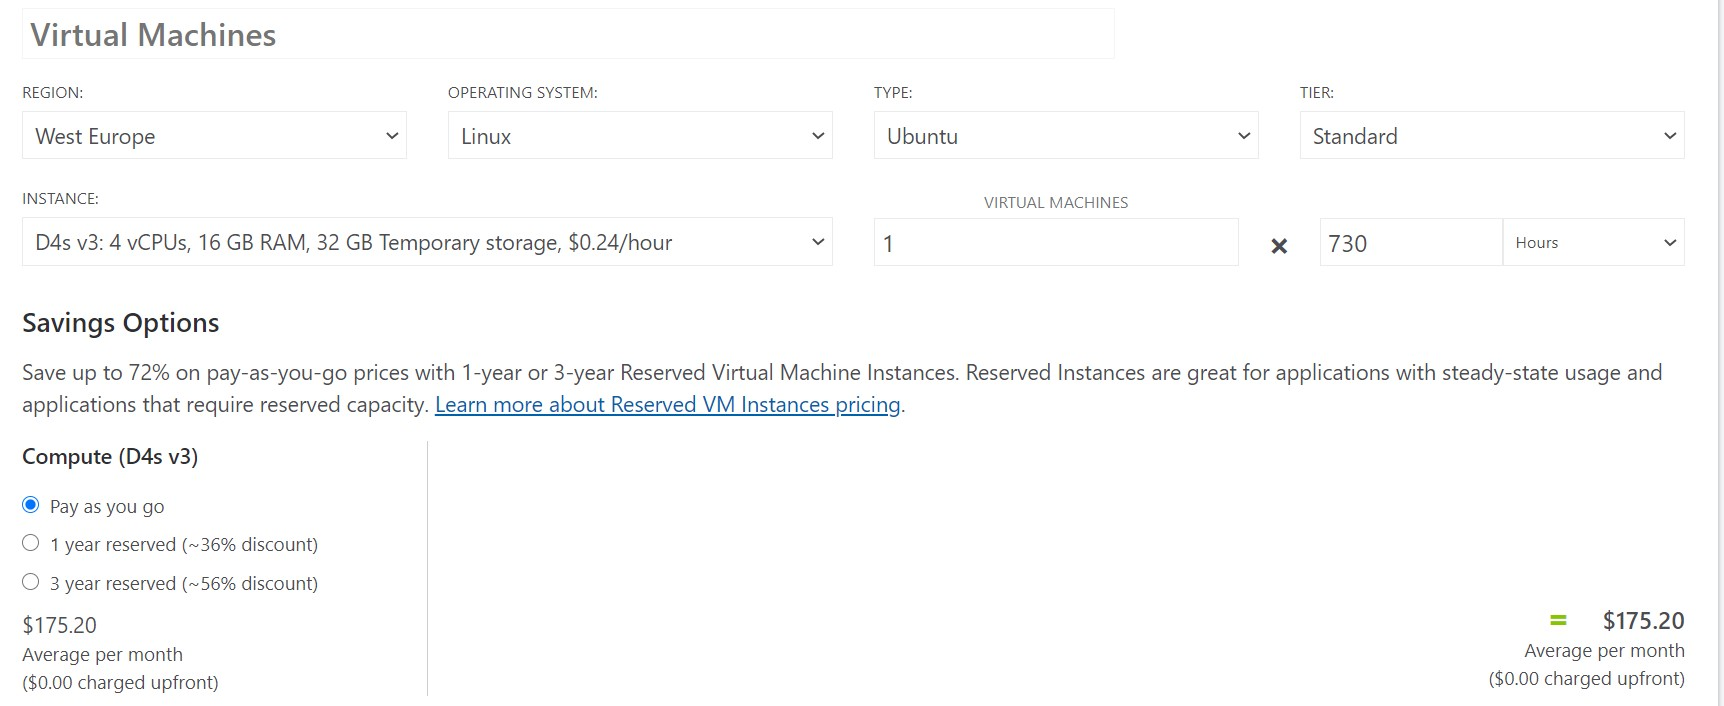 Virtual Machines
REGION:
OPERATING SYSTEM:
TYPE:
TIER:
West Europe
Linux
Ubuntu
Standard
INSTANCE:
VIRTUAL MACHINES
D4s v3: 4 vCPUs, 16 GB RAM, 32 GB Temporary storage, $0.24/hour
1
×
730
Hours
Savings Options
Save up to 72% on pay-as-you-go prices with 1-year or 3-year Reserved Virtual Machine Instances. Reserved Instances are great for applications with steady-state usage and
applications that require reserved capacity. Learn more about Reserved VM Instances pricing.
Compute (D4s v3)
Pay as you go
1 year reserved (~36% discount)
3 year reserved (~56% discount)
$175.20
Average per month
($0.00 charged upfront)
= $175.20
Average per month
($0.00 charged upfront)